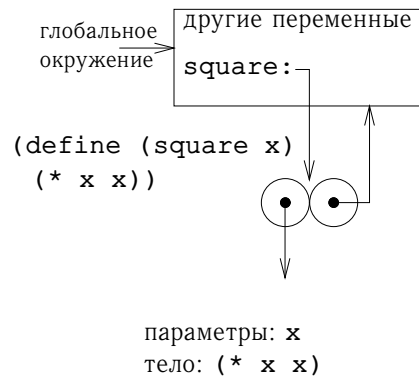 другие переменные
глобальное
окружение
square:
(define (square x)
(* x x))
параметры: x
тело: (* x x)